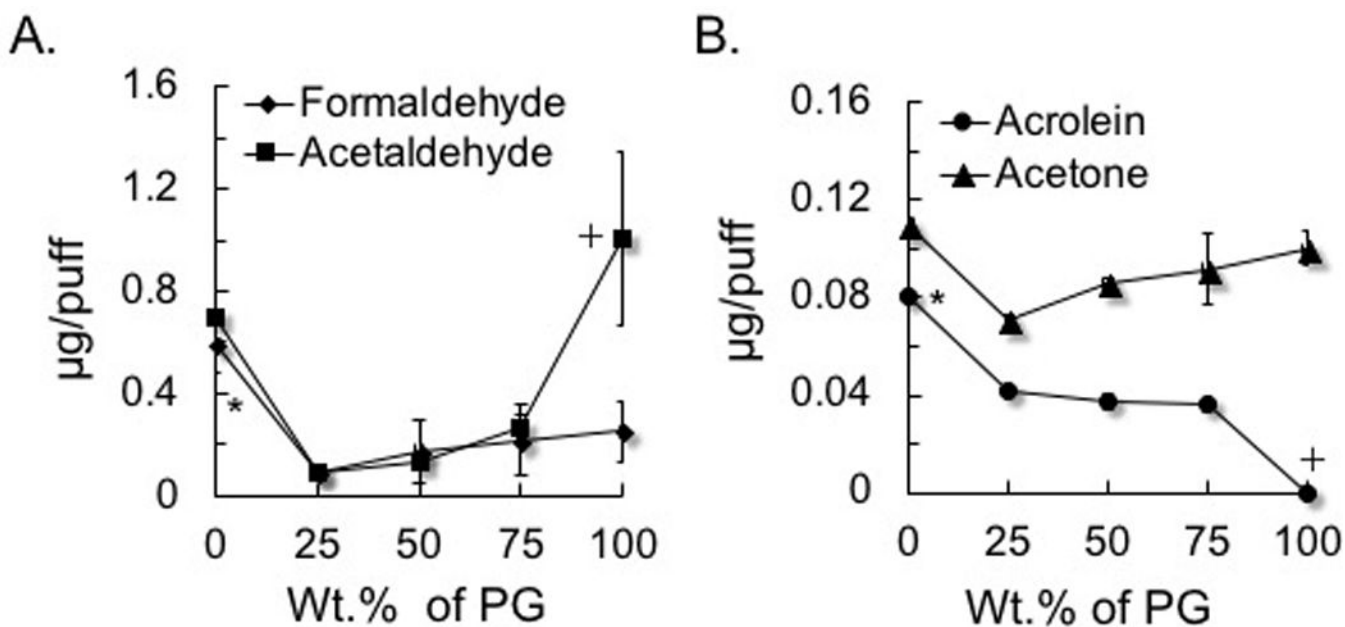 A.
1.6
1.2
0.8
0.4
0
µg/puff
Formaldehyde
Acetaldehyde
+
*
0 25 50 75 100
Wt.% of PG
B.
0.16
0.12
0.08
0.04
0
µg/puff
Acrolein
Acetone
*
+
0 25 50 75 100
Wt.% of PG